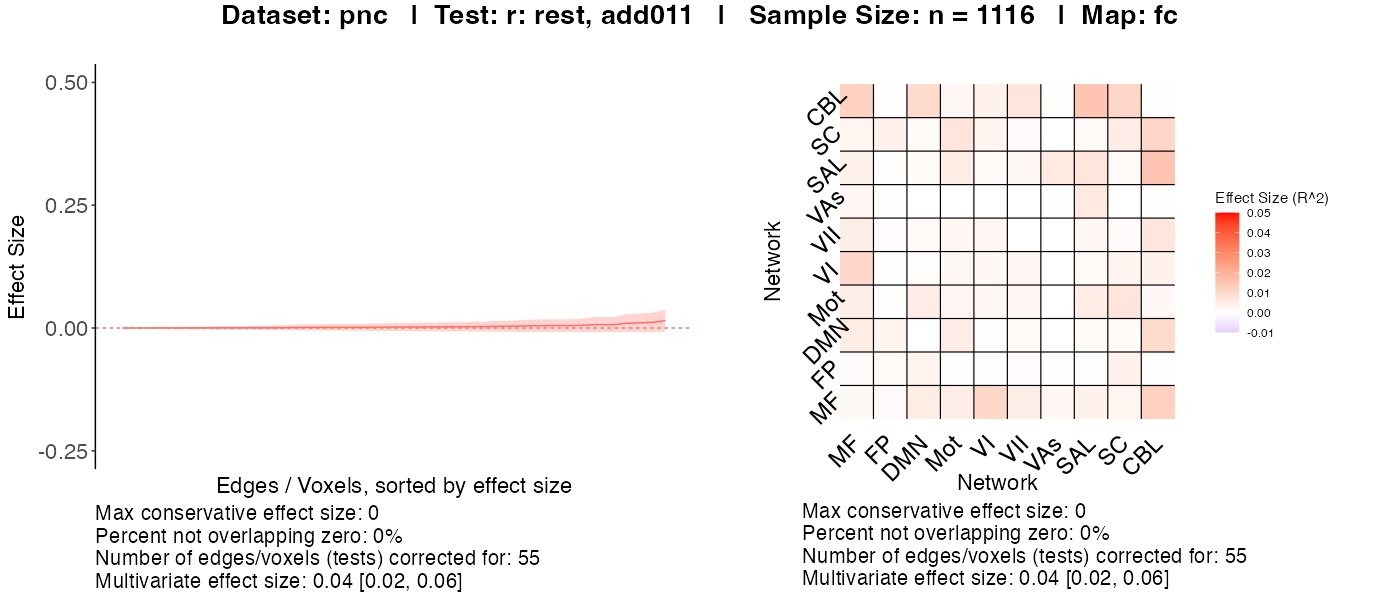 Dataset: pnc | Test: r: rest, add011 | Sample Size: n = 1116 | Map: fc
0.50
0.25
0.00
-0.25
Effect Size
Edges / Voxels, sorted by effect size
Max conservative effect size: 0
Percent not overlapping zero: 0%
Number of edges/voxels (tests) corrected for: 55
Multivariate effect size: 0.04 [0.02, 0.06]
Network
CBL
SC
SAL
VAs
VII
VI
Mot
DMN
FP
MF
MF FP DMN Mot VI VII VAs SAL SC CBL
Network
Effect Size (R^2)
0.05
0.04
0.03
0.02
0.01
0.00
-0.01
Max conservative effect size: 0
Percent not overlapping zero: 0%
Number of edges/voxels (tests) corrected for: 55
Multivariate effect size: 0.04 [0.02, 0.06]